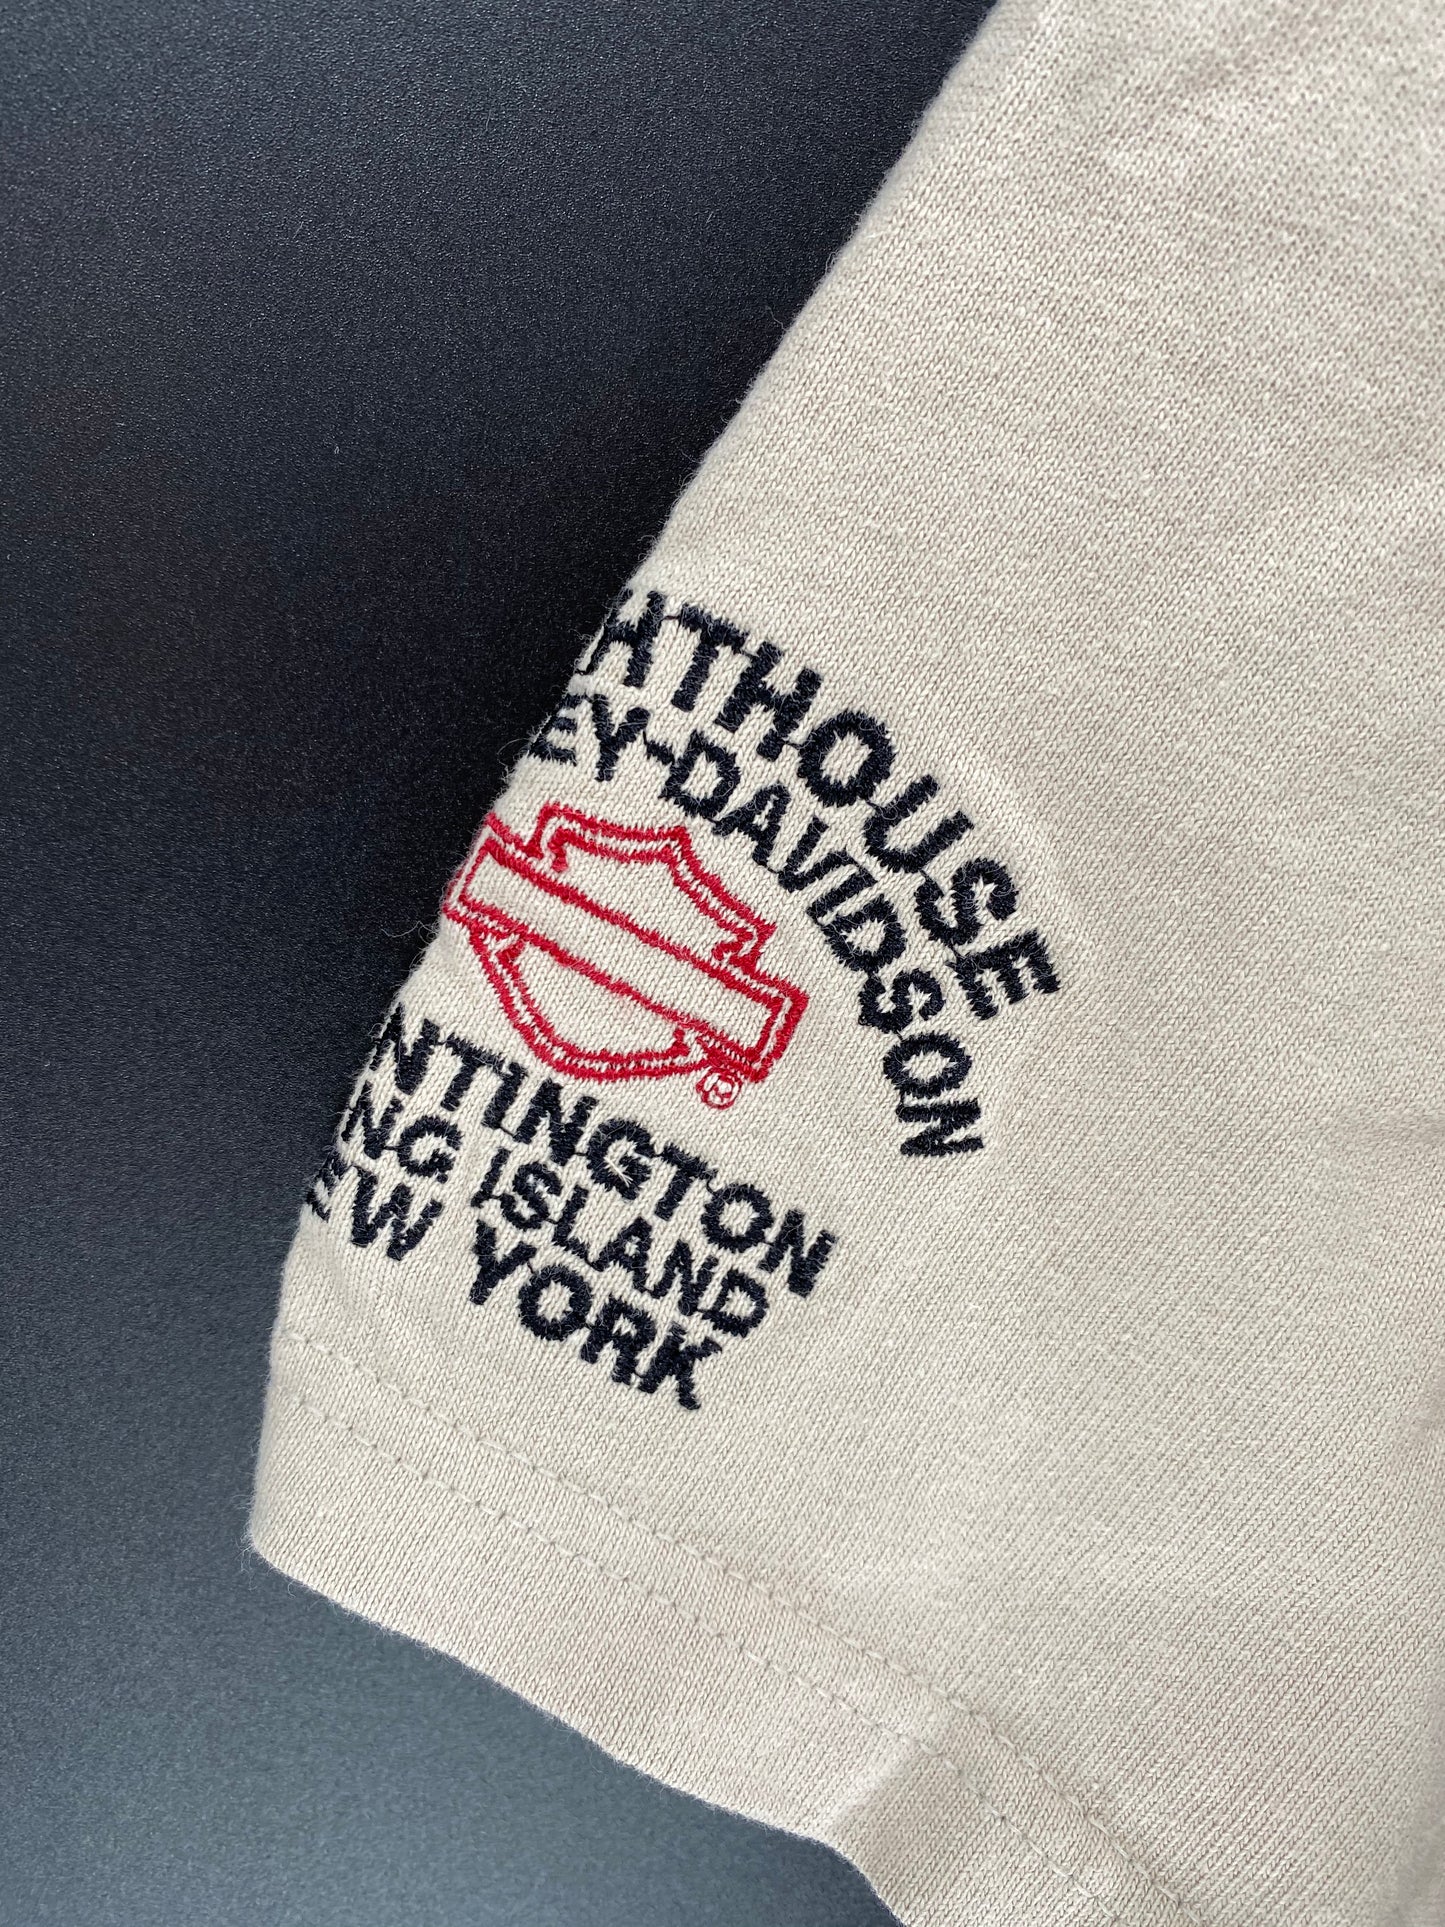 GHTHOUSE
EY-DAVIDSON
NTINGTON
NG ISLAND
EW YORK